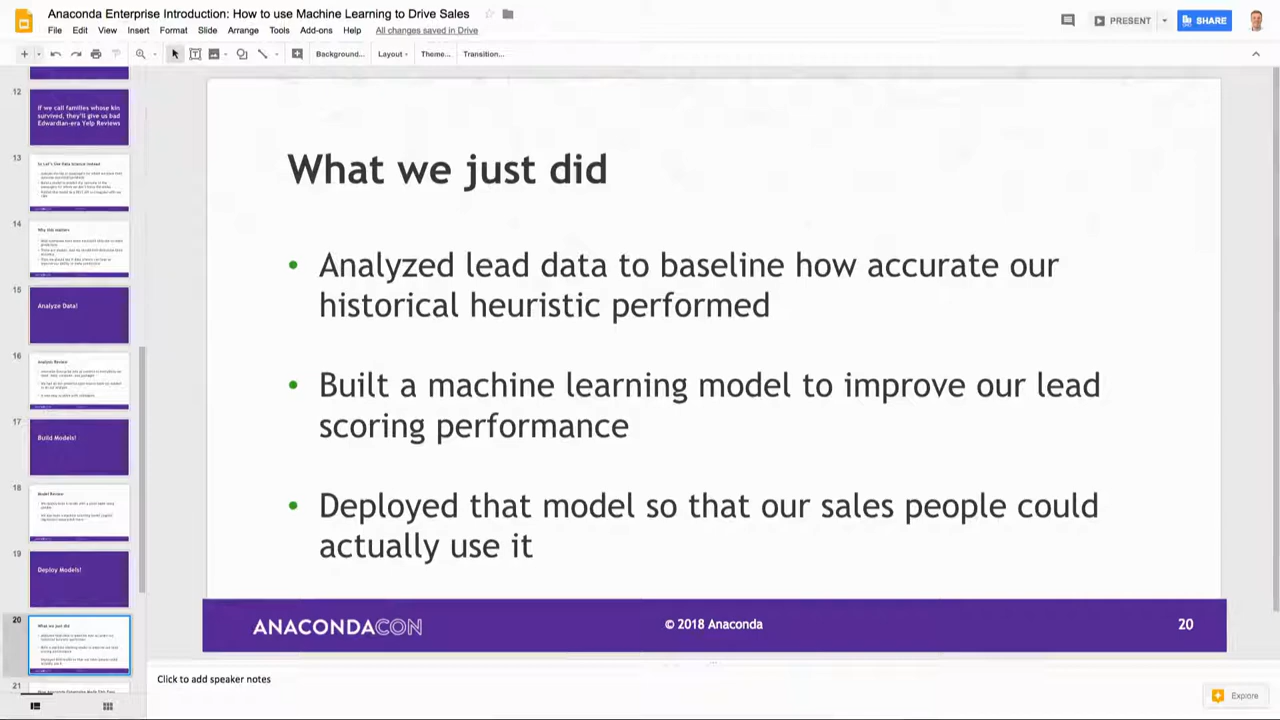 Anaconda Enterprise Introduction: How to use Machine Learning to Drive Sales
File Edit View Insert Format Slide Arrange Tools Add-ons Help All changes saved in Drive
PRESENT
SHARE
Background...
Layout
Theme...
Transition...
12
If we call families whose kin
survived, they'll give us bad
Edwardian-era Yelp Reviews
13
So Let's Use Data Science Instead
14
Why this matters
15
Analyze Data!
16
Analysis Review
17
Build Models!
18
Model Review
19
Deploy Models!
20
What we just did
21
What we just did
• Analyzed lead data to baseline how accurate our
historical heuristic performed
• Built a machine learning model to improve our lead
scoring performance
• Deployed that model so that our sales people could
actually use it
ANACONDACON
© 2018 Anaconda
20
Click to add speaker notes
Explore